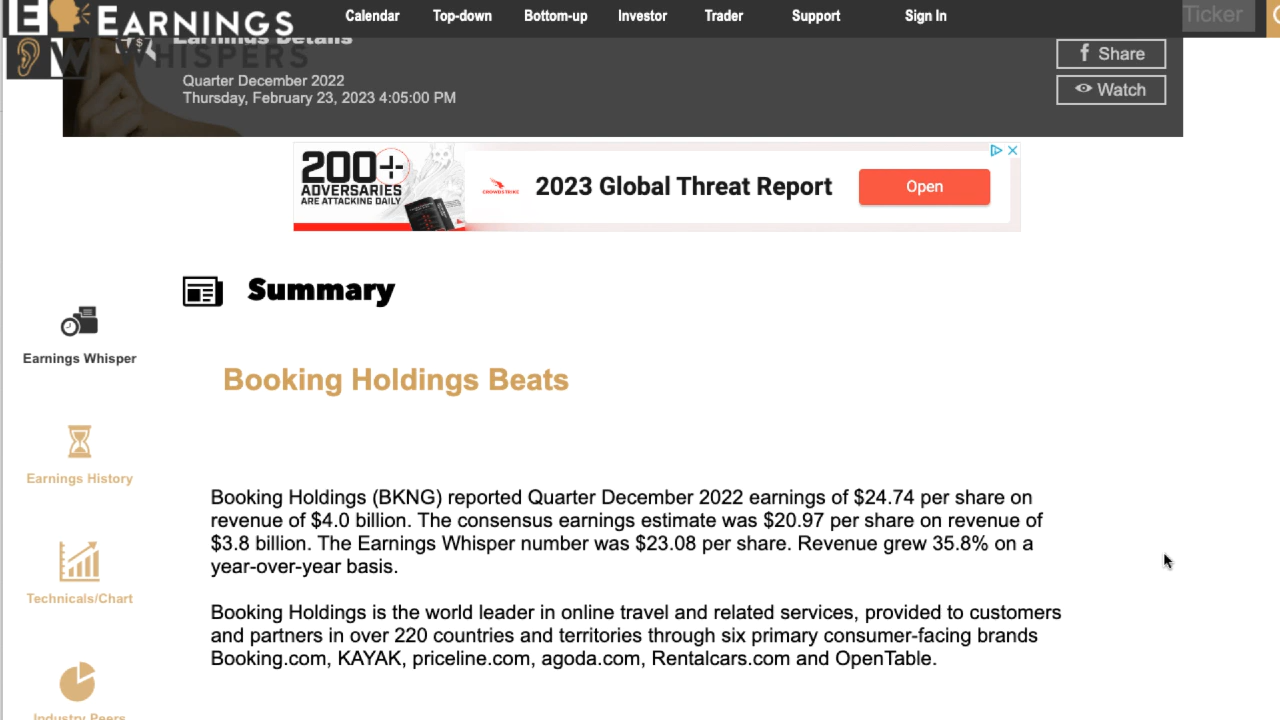 EARNINGS
WHISPERS
Calendar Top-down Bottom-up Investor Trader Support Sign In Ticker
Earnings Details
Quarter December 2022
Thursday, February 23, 2023 4:05:00 PM
Share
Watch
200+
ADVERSARIES
ARE ATTACKING DAILY
CROWDSTRIKE
2023 Global Threat Report
Open
Summary
Earnings Whisper
Booking Holdings Beats
Earnings History
Booking Holdings (BKNG) reported Quarter December 2022 earnings of $24.74 per share on
revenue of $4.0 billion. The consensus earnings estimate was $20.97 per share on revenue of
$3.8 billion. The Earnings Whisper number was $23.08 per share. Revenue grew 35.8% on a
year-over-year basis.
Technicals/Chart
Booking Holdings is the world leader in online travel and related services, provided to customers
and partners in over 220 countries and territories through six primary consumer-facing brands
Booking.com, KAYAK, priceline.com, agoda.com, Rentalcars.com and OpenTable.
Industry Peers